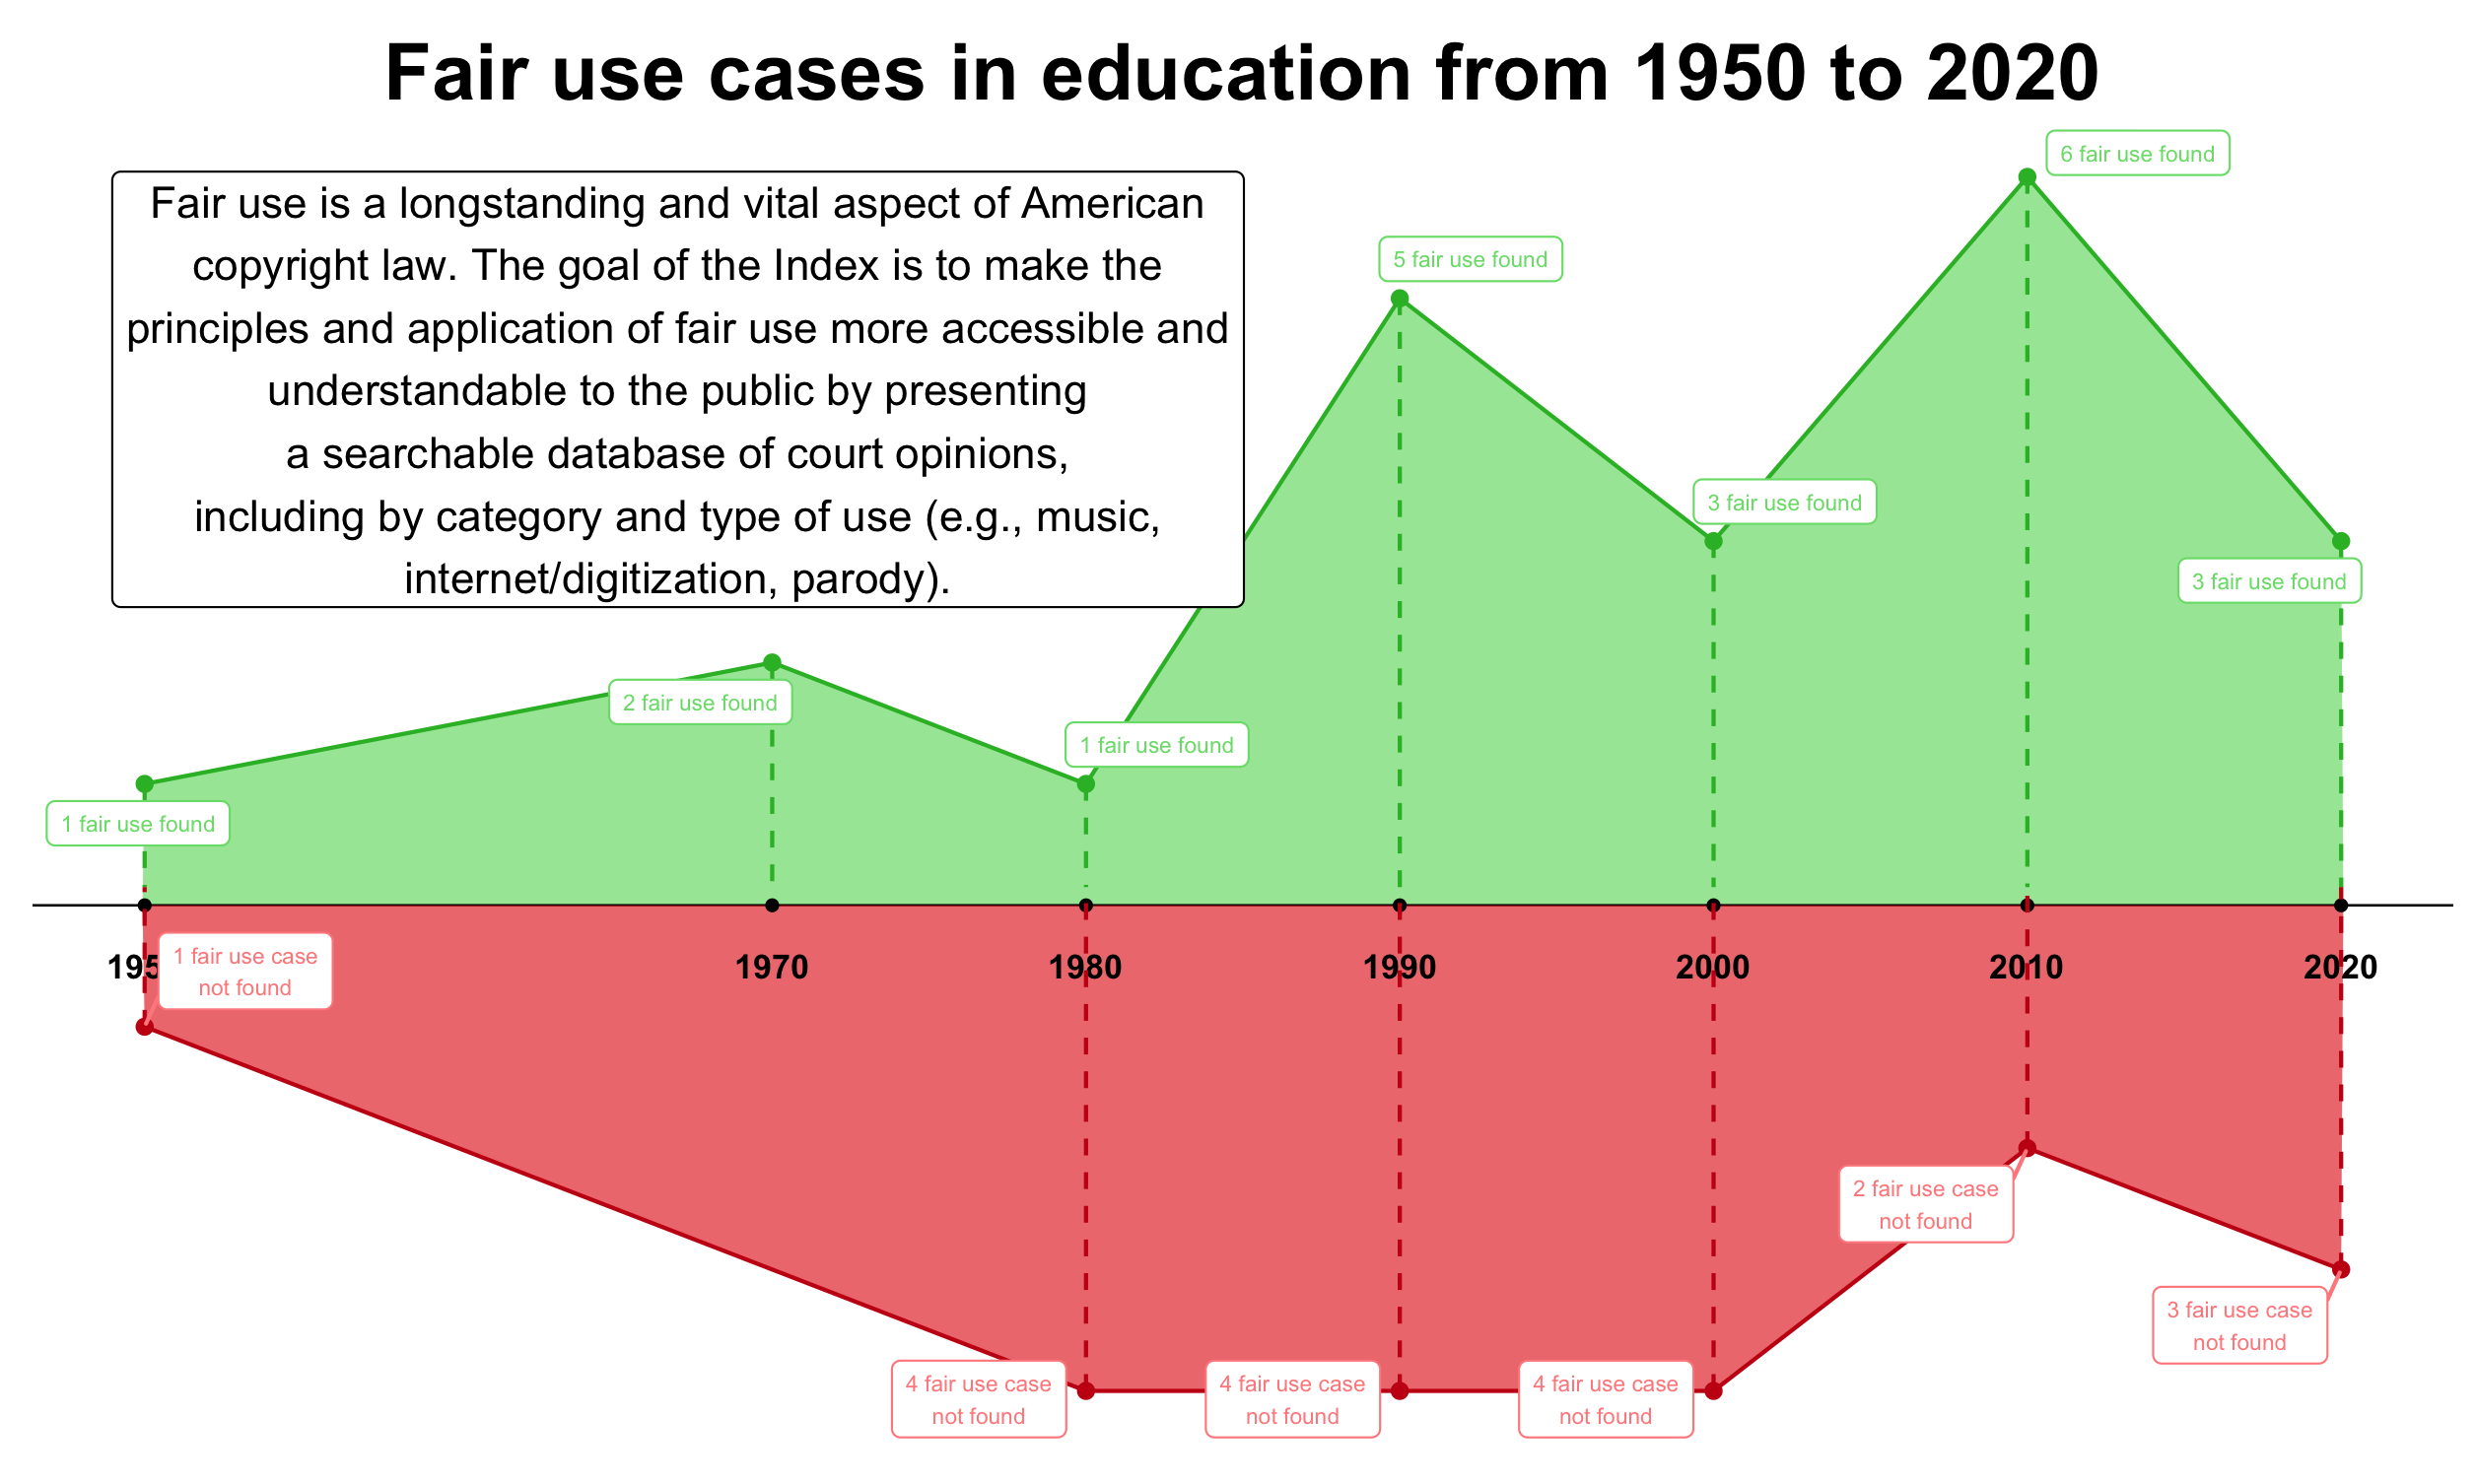 Fair use cases in education from 1950 to 2020
6 fair use found
Fair use is a longstanding and vital aspect of American
copyright law. The goal of the Index is to make the
principles and application of fair use more accessible and
understandable to the public by presenting
a searchable database of court opinions,
including by category and type of use (e.g., music,
internet/digitization, parody).
5 fair use found
3 fair use found
3 fair use found
2 fair use found
1 fair use found
1 fair use found
1 fair use case
not found
1970
1980
1990
2000
2010
2020
2 fair use case
not found
3 fair use case
not found
4 fair use case
not found
4 fair use case
not found
4 fair use case
not found